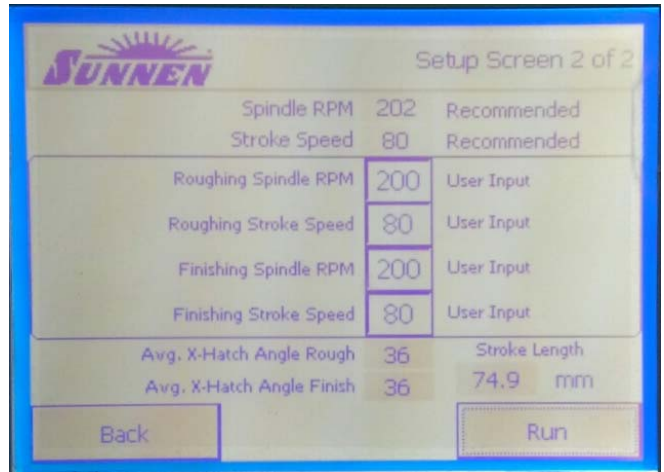 SUNNEN
Setup Screen 2 of 2
Spindle RPM 202 Recommended
Stroke Speed 80 Recommended
Roughing Spindle RPM 200 User Input
Roughing Stroke Speed 80 User Input
Finishing Spindle RPM 200 User Input
Finishing Stroke Speed 80 User Input
Avg. X-Hatch Angle Rough 36
Stroke Length
74.9 mm
Avg. X-Hatch Angle Finish 36
Back
Run